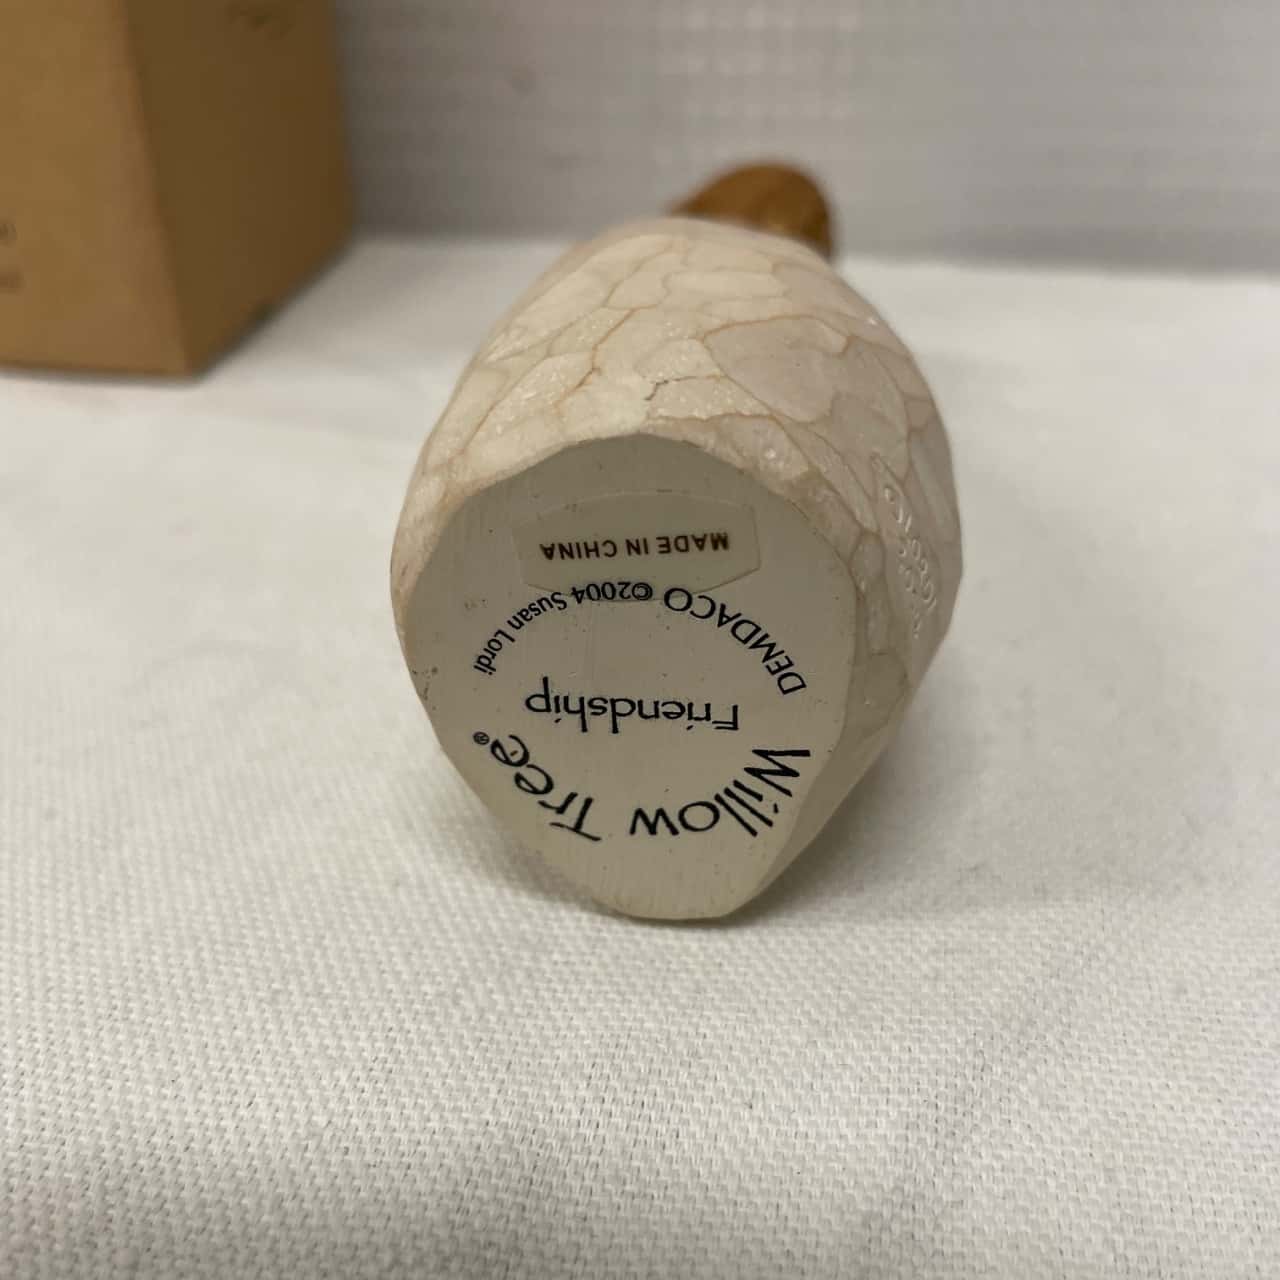 Willow Tree®
Friendship
DEMDACO ©2004 Susan Lordi
MADE IN CHINA